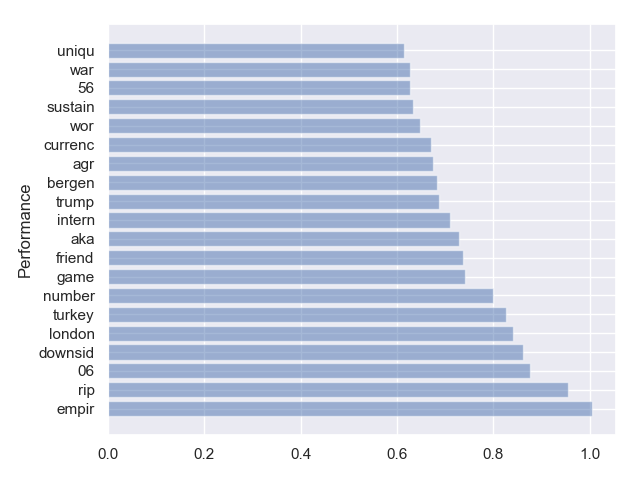 uniqu
war
56
sustain
wor
currenc
agr
bergen
trump
intern
aka
friend
game
number
turkey
london
downsid
06
rip
empir
Performance
0.0 0.2 0.4 0.6 0.8 1.0